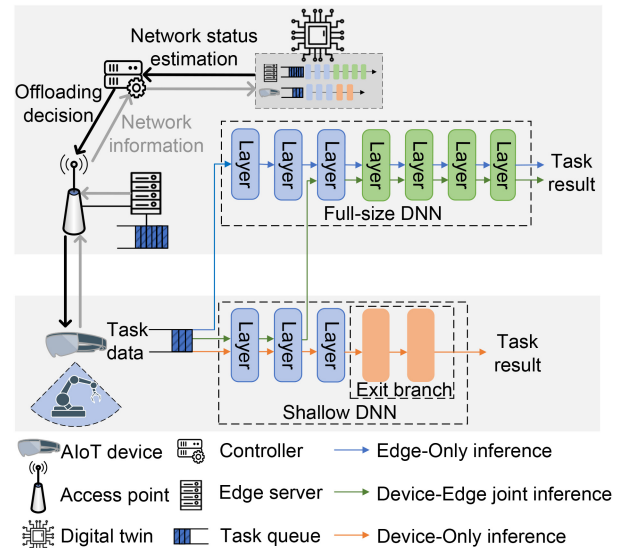 Network status
estimation
Offloading
decision
Network
information
Layer
Layer
Layer
Layer
Layer
Layer
Layer
Task
result
Full-size DNN
Task
data
Layer
Layer
Layer
Exit branch
Task
result
Shallow DNN
AIoT device
Controller
Edge-Only inference
Access point
Edge server
Device-Edge joint inference
Digital twin
Task queue
Device-Only inference